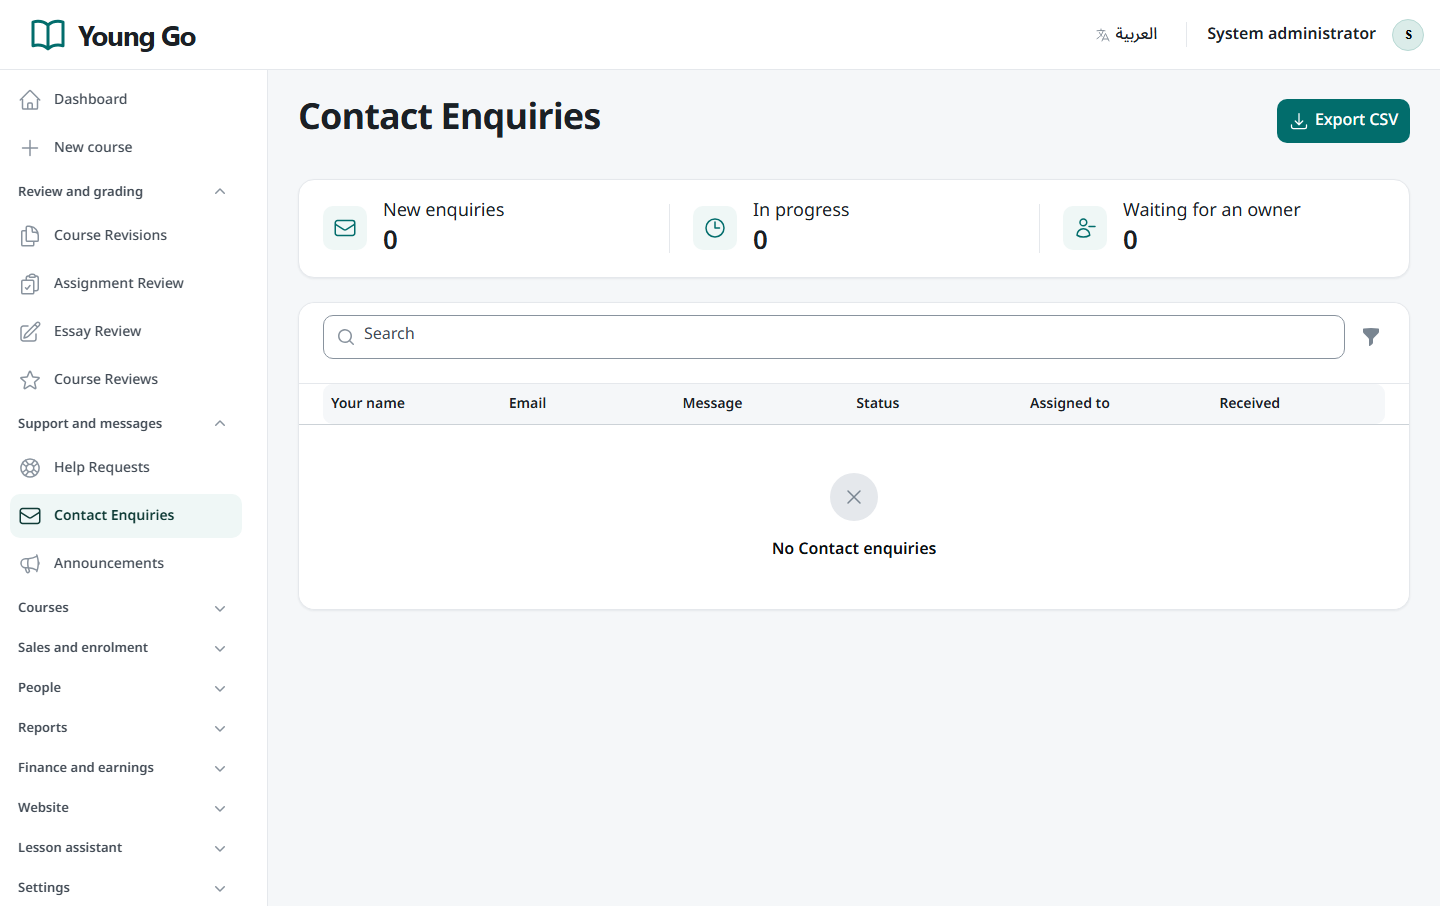 Young Go
العربية
System administrator
S
Dashboard
New course
Review and grading
Course Revisions
Assignment Review
Essay Review
Course Reviews
Support and messages
Help Requests
Contact Enquiries
Announcements
Courses
Sales and enrolment
People
Reports
Finance and earnings
Website
Lesson assistant
Settings
Contact Enquiries
Export CSV
New enquiries
0
In progress
0
Waiting for an owner
0
Search
Your name Email Message Status Assigned to Received
No Contact enquiries